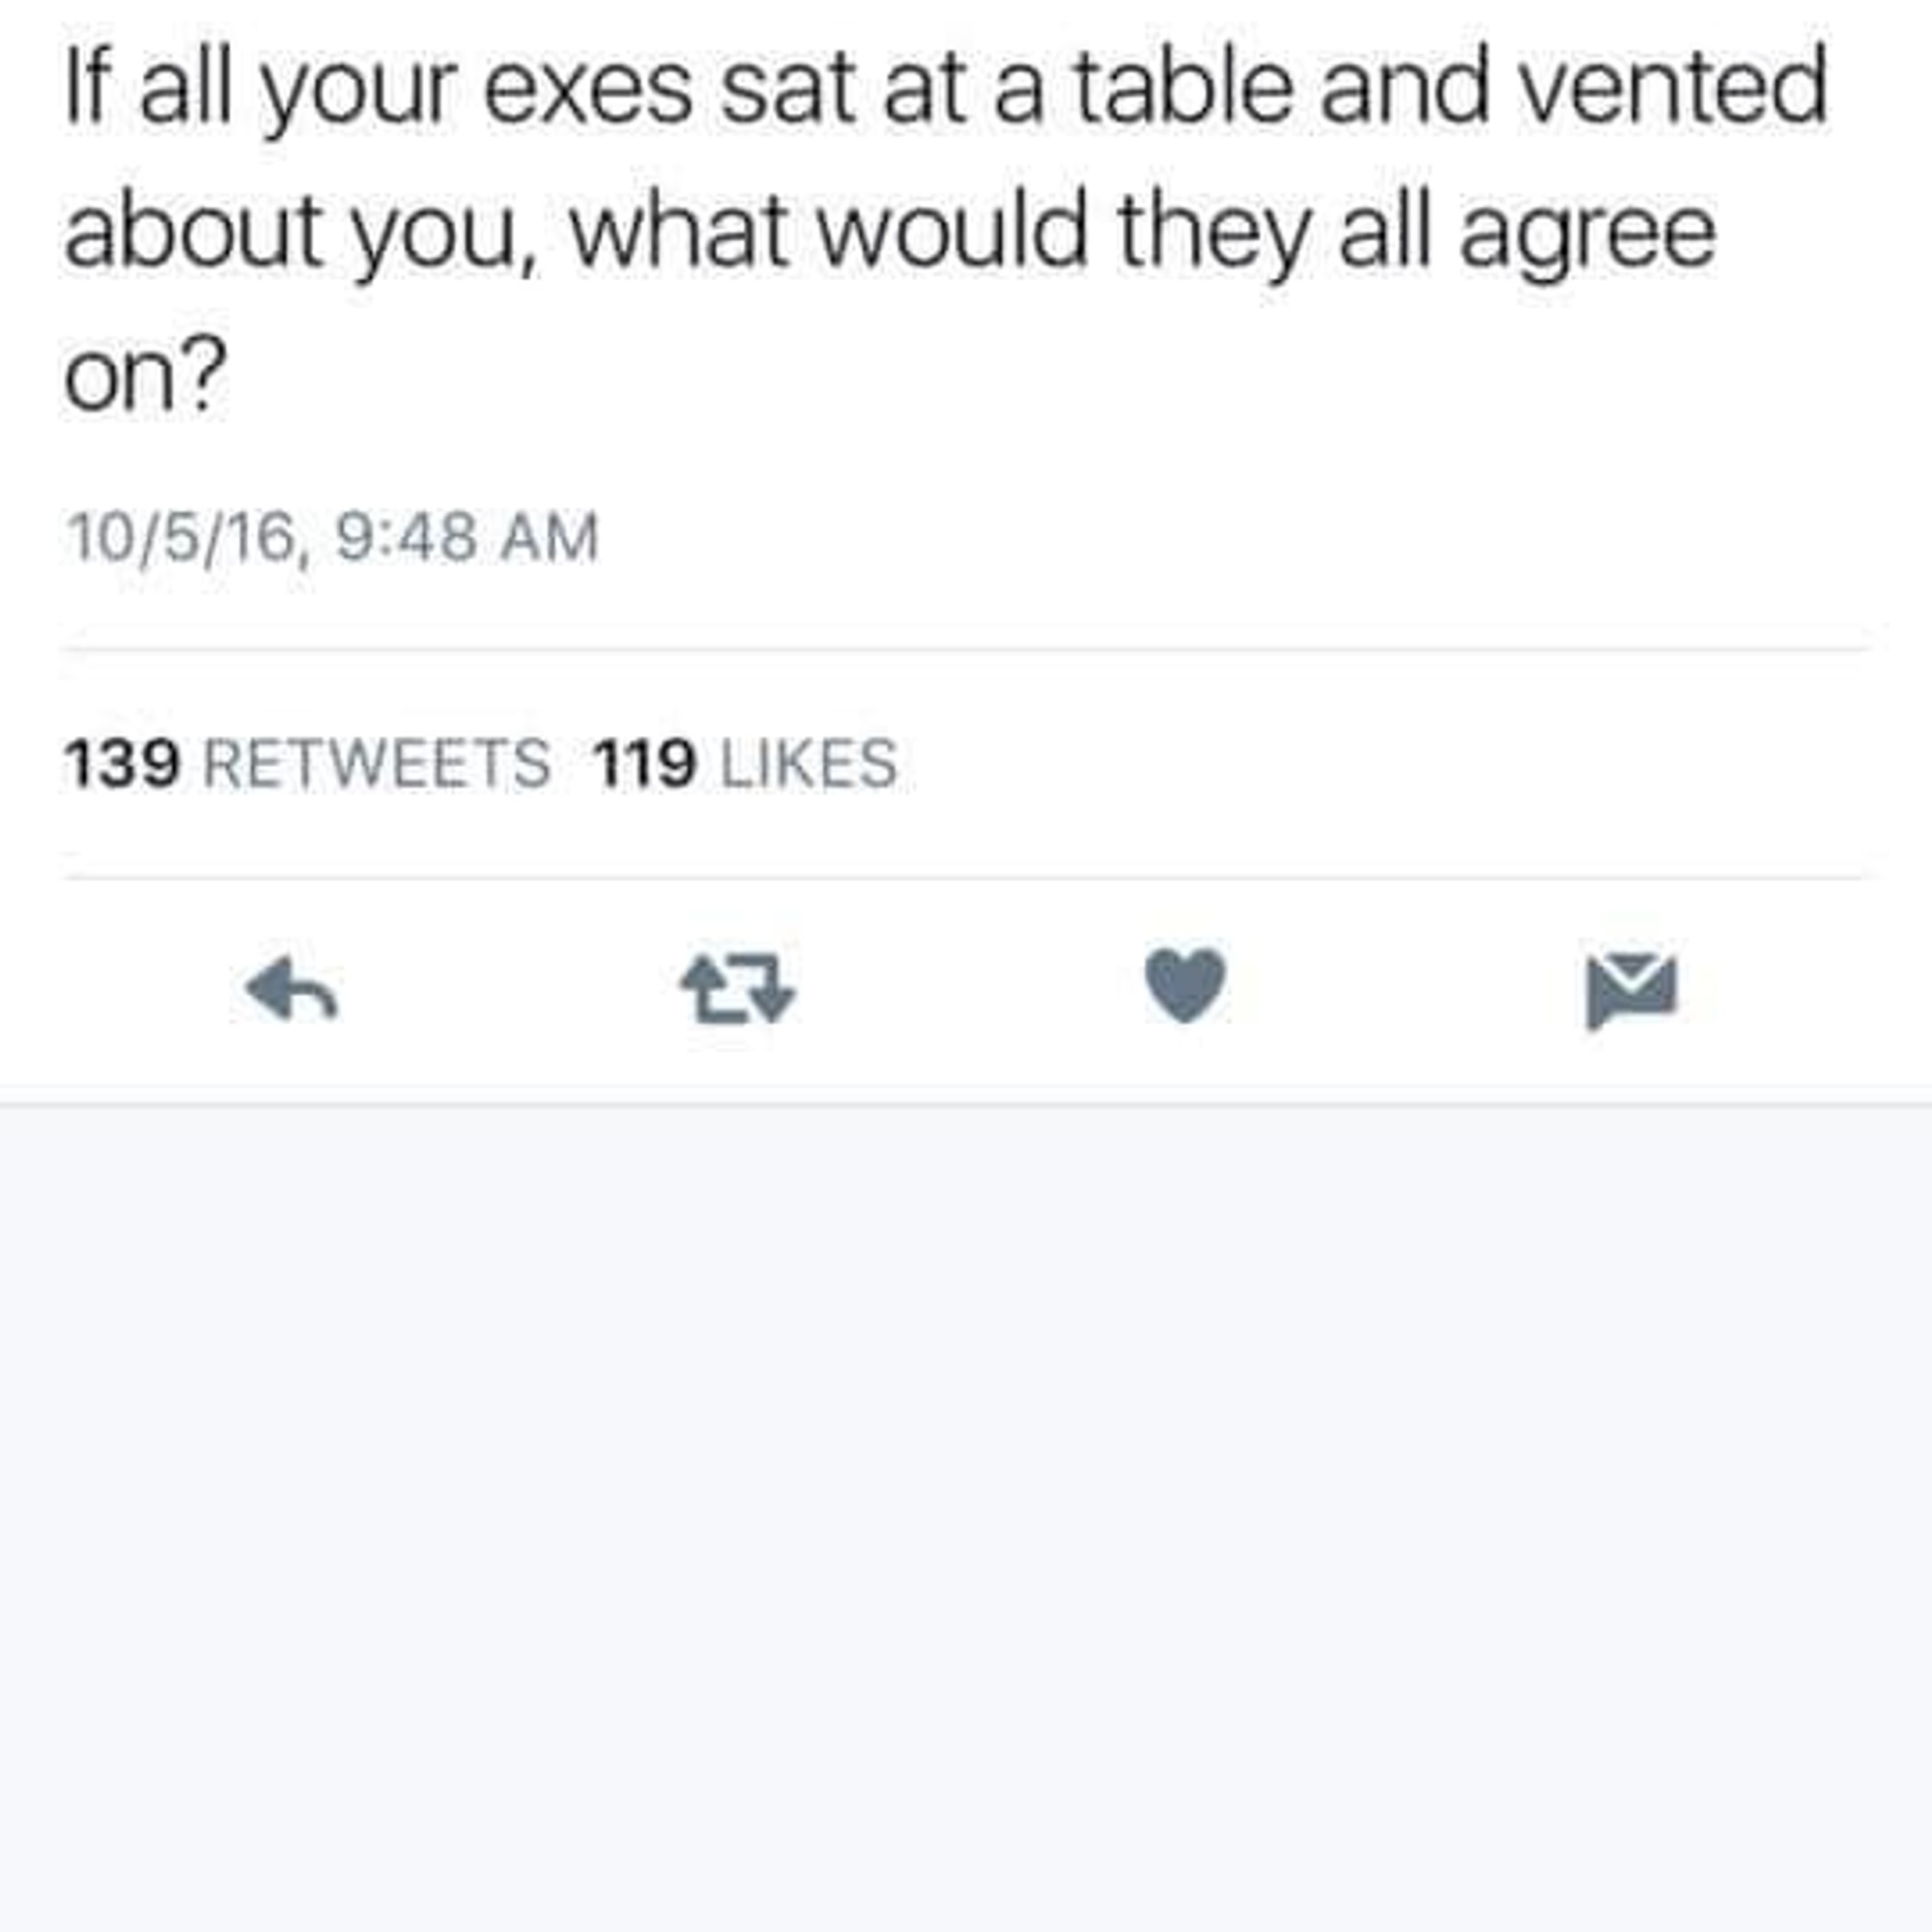 If all your exes sat at a table and vented
about you, what would they all agree
on?
10/5/16, 9:48 AM
139 RETWEETS 119 LIKES